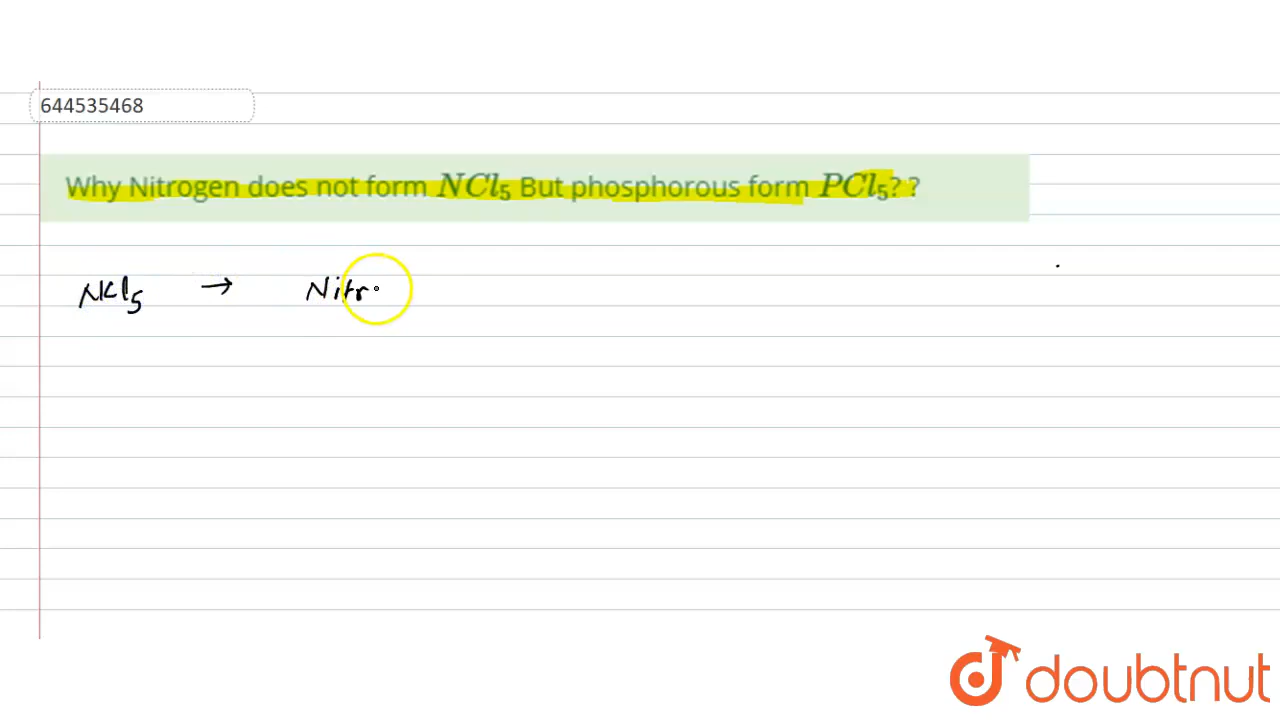 644535468
Why Nitrogen does not form NCl5 But phosphorous form PCl5? ?
NCl5 → Nitr
doubtnut